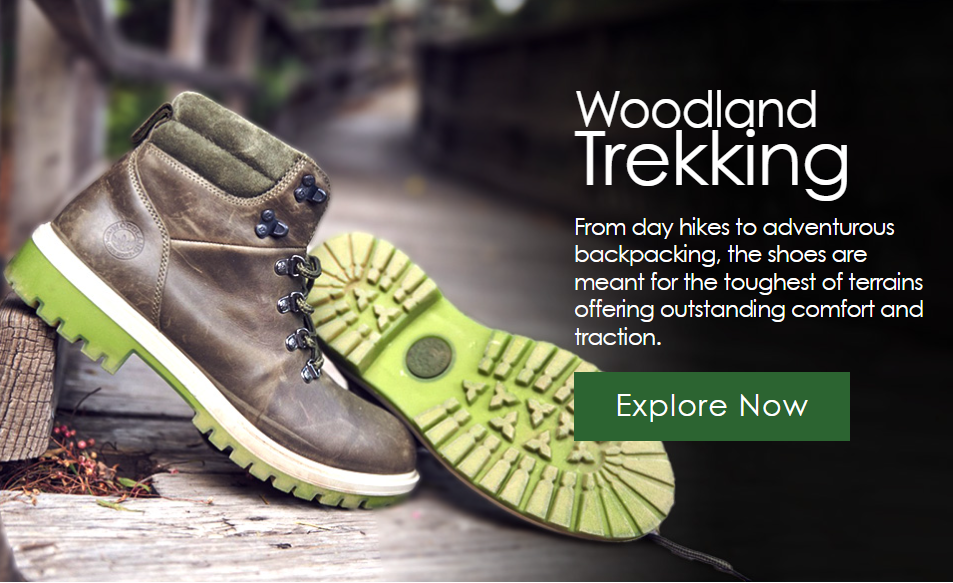 Woodland
Trekking
From day hikes to adventurous
backpacking, the shoes are
meant for the toughest of terrains
offering outstanding comfort and
traction.
Explore Now